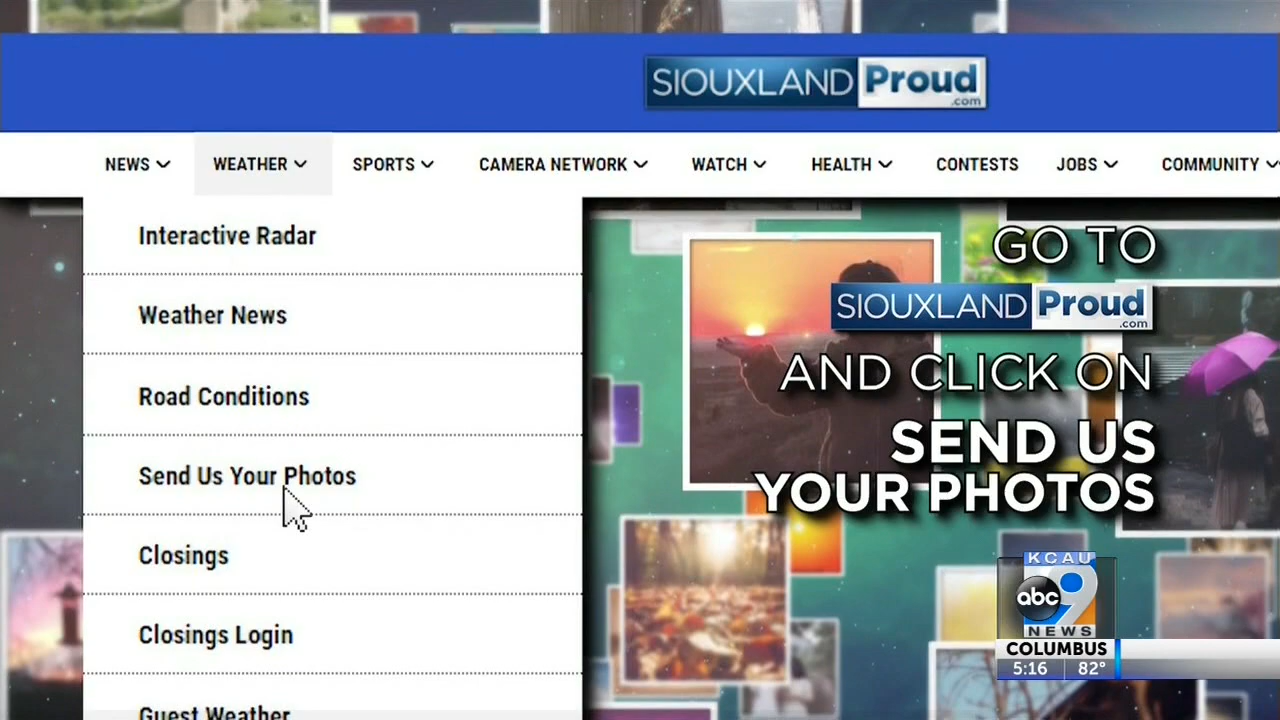 SIOUXLAND Proud
.com
NEWS WEATHER SPORTS CAMERA NETWORK WATCH HEALTH CONTESTS JOBS COMMUNITY
Interactive Radar
Weather News
Road Conditions
Send Us Your Photos
Closings
Closings Login
Guest Weather
GO TO
SIOUXLAND Proud
.com
AND CLICK ON
SEND US
YOUR PHOTOS
KCAU
abc 9
NEWS
COLUMBUS
5:16 82°